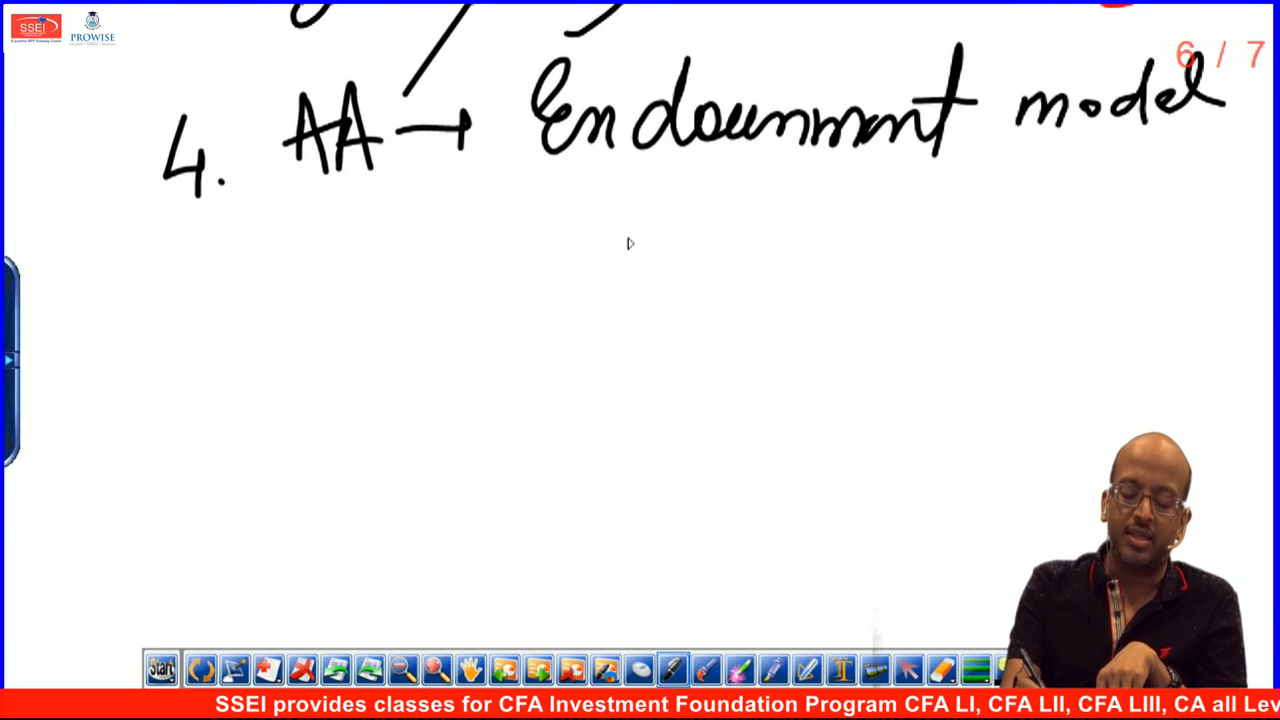 SSEI
PROWISE
6 / 7
4. AA → Endowment model
Start
SSEI provides classes for CFA Investment Foundation Program CFA LI, CFA LII, CFA LIII, CA all Lev